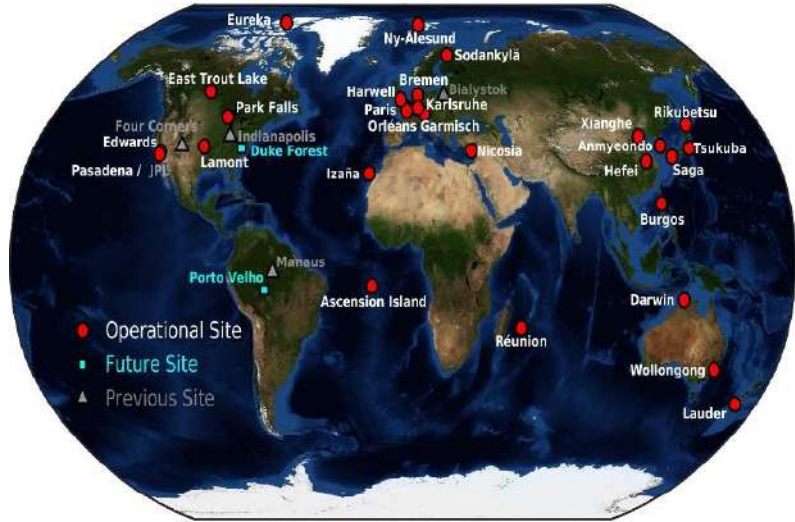 Eureka
Ny-Ålesund
Sodankylä
East Trout Lake
Harwell
Bremen
Bialystok
Park Falls
Paris
Karlsruhe
Four Corners
Indianapolis
Orléans Garmisch
Xianghe
Rikubetsu
Edwards
Lamont
Duke Forest
Nicosia
Anmyeondo
Tsukuba
Pasadena / JPL
Izaña
Hefei
Saga
Burgos
Manaus
Porto Velho
Ascension Island
Darwin
Operational Site
Réunion
Future Site
Wollongong
Previous Site
Lauder